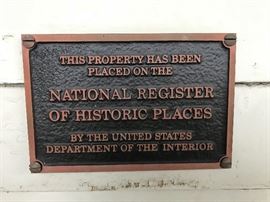 THIS PROPERTY HAS BEEN
PLACED ON THE
NATIONAL REGISTER
OF HISTORIC PLACES
BY THE UNITED STATES
DEPARTMENT OF THE INTERIOR